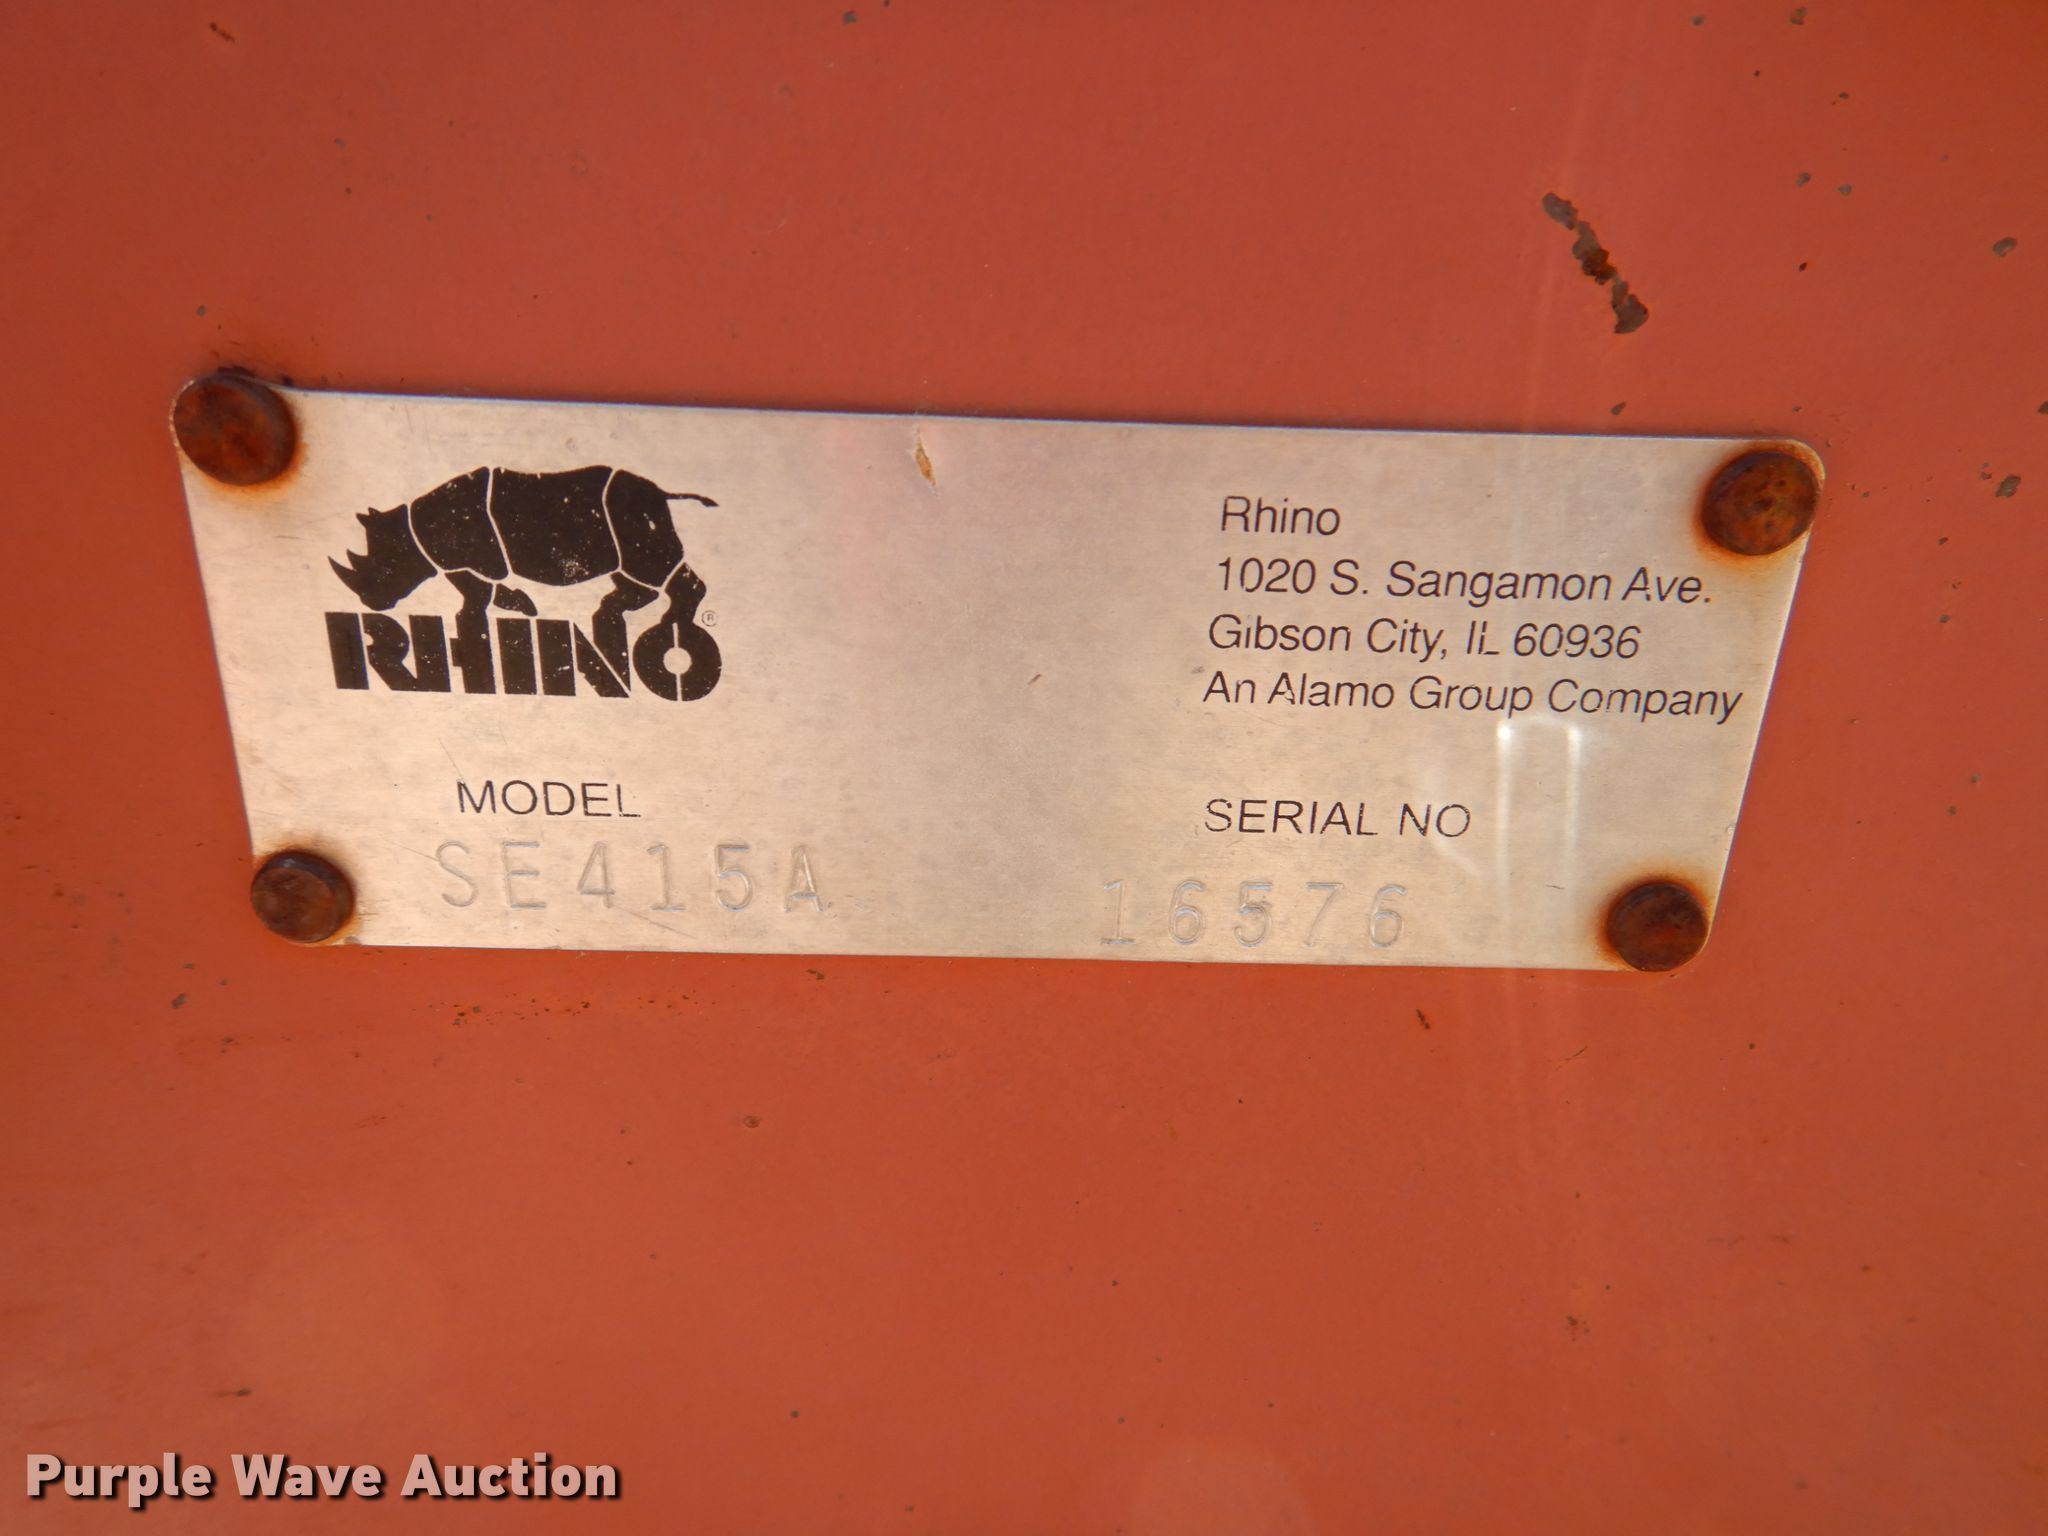 RHINO®
Rhino
1020 S. Sangamon Ave.
Gibson City, IL 60936
An Alamo Group Company
MODEL
SE415A
SERIAL NO
16576
Purple Wave Auction